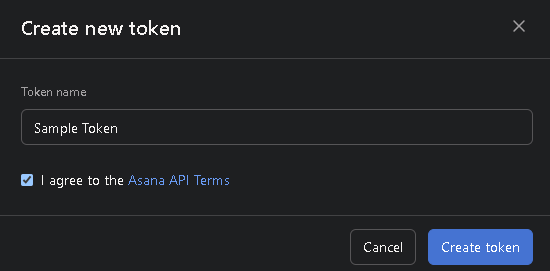 Create new token
Token name
Sample Token
I agree to the Asana API Terms
Cancel
Create token